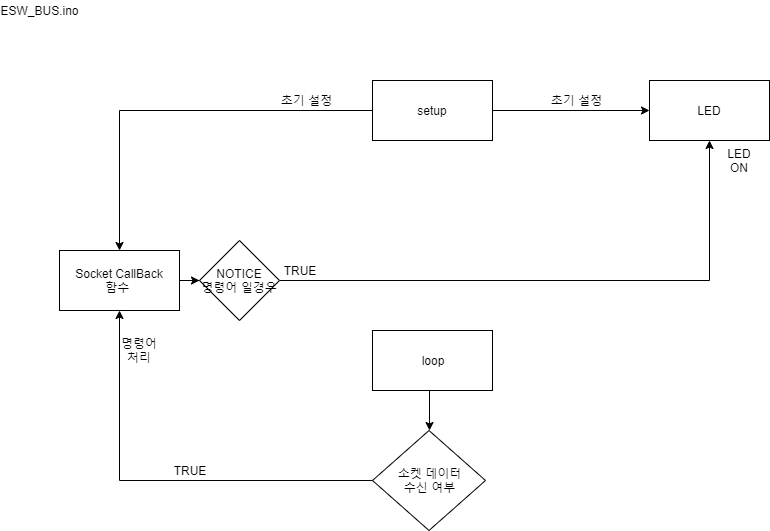 ESW_BUS.ino
초기 설정
setup
초기 설정
LED
LED
ON
Socket CallBack
함수
NOTICE
명령어 일경우
TRUE
명령어
처리
loop
소켓 데이터
수신 여부
TRUE